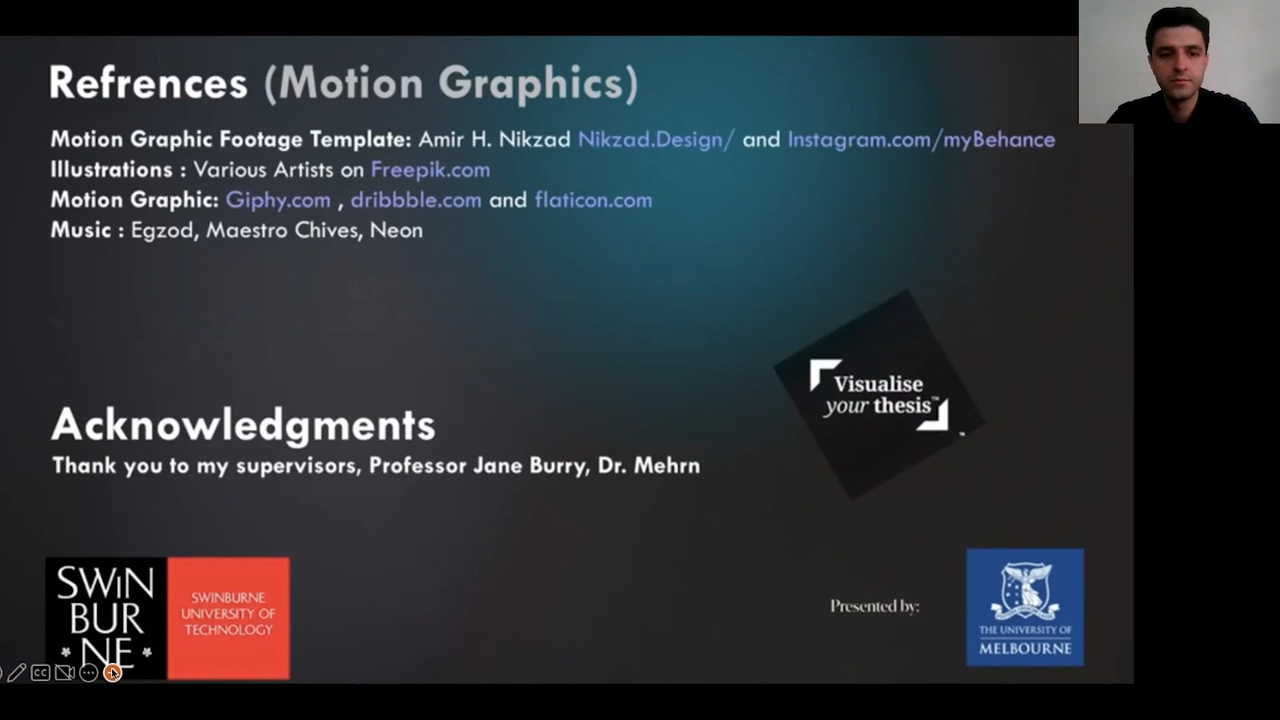 Refrences (Motion Graphics)
Motion Graphic Footage Template: Amir H. Nikzad Nikzad.Design/ and Instagram.com/myBehance
Illustrations : Various Artists on Freepik.com
Motion Graphic: Giphy.com , dribbble.com and flaticon.com
Music : Egzod, Maestro Chives, Neon
Visualise
your thesis™
Acknowledgments
Thank you to my supervisors, Professor Jane Burry, Dr. Mehrn
SWiN
BUR
NE
SWINBURNE
UNIVERSITY OF
TECHNOLOGY
Presented by:
THE UNIVERSITY OF
MELBOURNE
CC